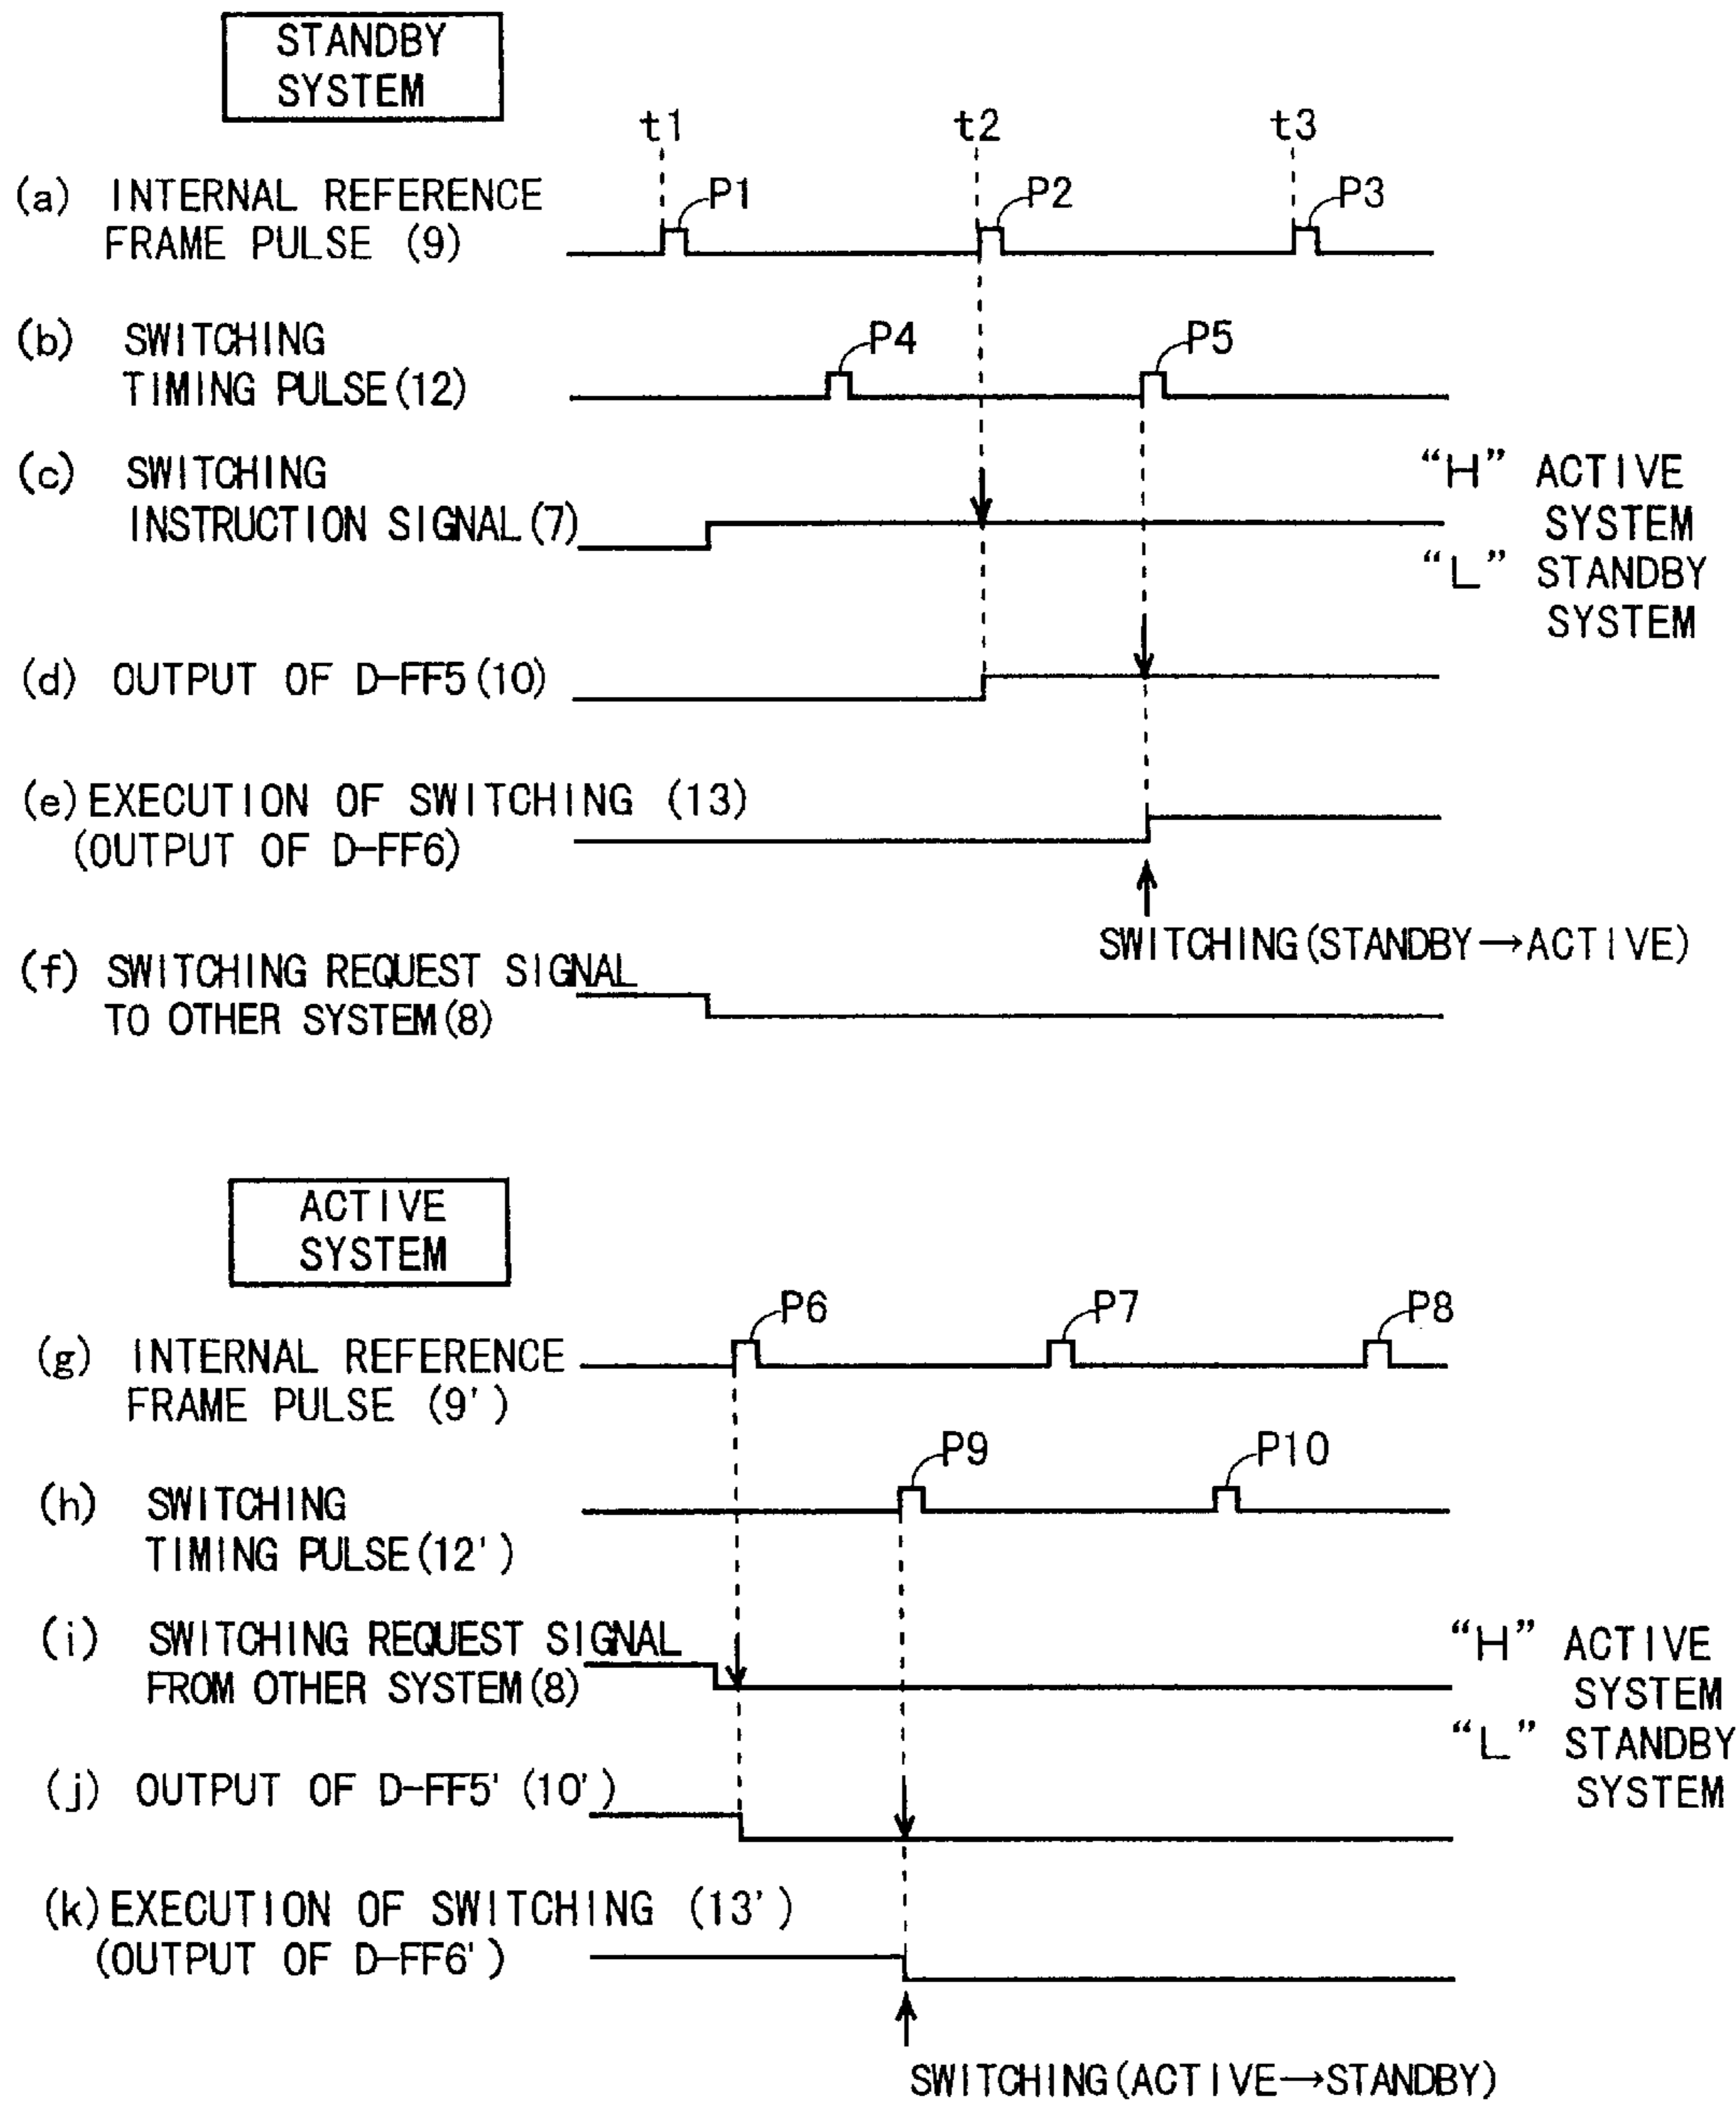 STANDBY
SYSTEM
t1 t2 t3
(a) INTERNAL REFERENCE
FRAME PULSE (9)
P1 P2 P3
(b) SWITCHING
TIMING PULSE(12)
P4 P5
(c) SWITCHING
INSTRUCTION SIGNAL(7)
“H” ACTIVE
SYSTEM
“L” STANDBY
SYSTEM
(d) OUTPUT OF D-FF5(10)
(e)EXECUTION OF SWITCHING (13)
(OUTPUT OF D-FF6)
SWITCHING(STANDBY→ACTIVE)
(f) SWITCHING REQUEST SIGNAL
TO OTHER SYSTEM(8)
ACTIVE
SYSTEM
P6 P7 P8
(g) INTERNAL REFERENCE
FRAME PULSE (9')
P9 P10
(h) SWITCHING
TIMING PULSE(12')
(i) SWITCHING REQUEST SIGNAL
FROM OTHER SYSTEM(8)
“H” ACTIVE
SYSTEM
“L” STANDBY
SYSTEM
(j) OUTPUT OF D-FF5' (10')
(k)EXECUTION OF SWITCHING (13')
(OUTPUT OF D-FF6')
SWITCHING(ACTIVE→STANDBY)